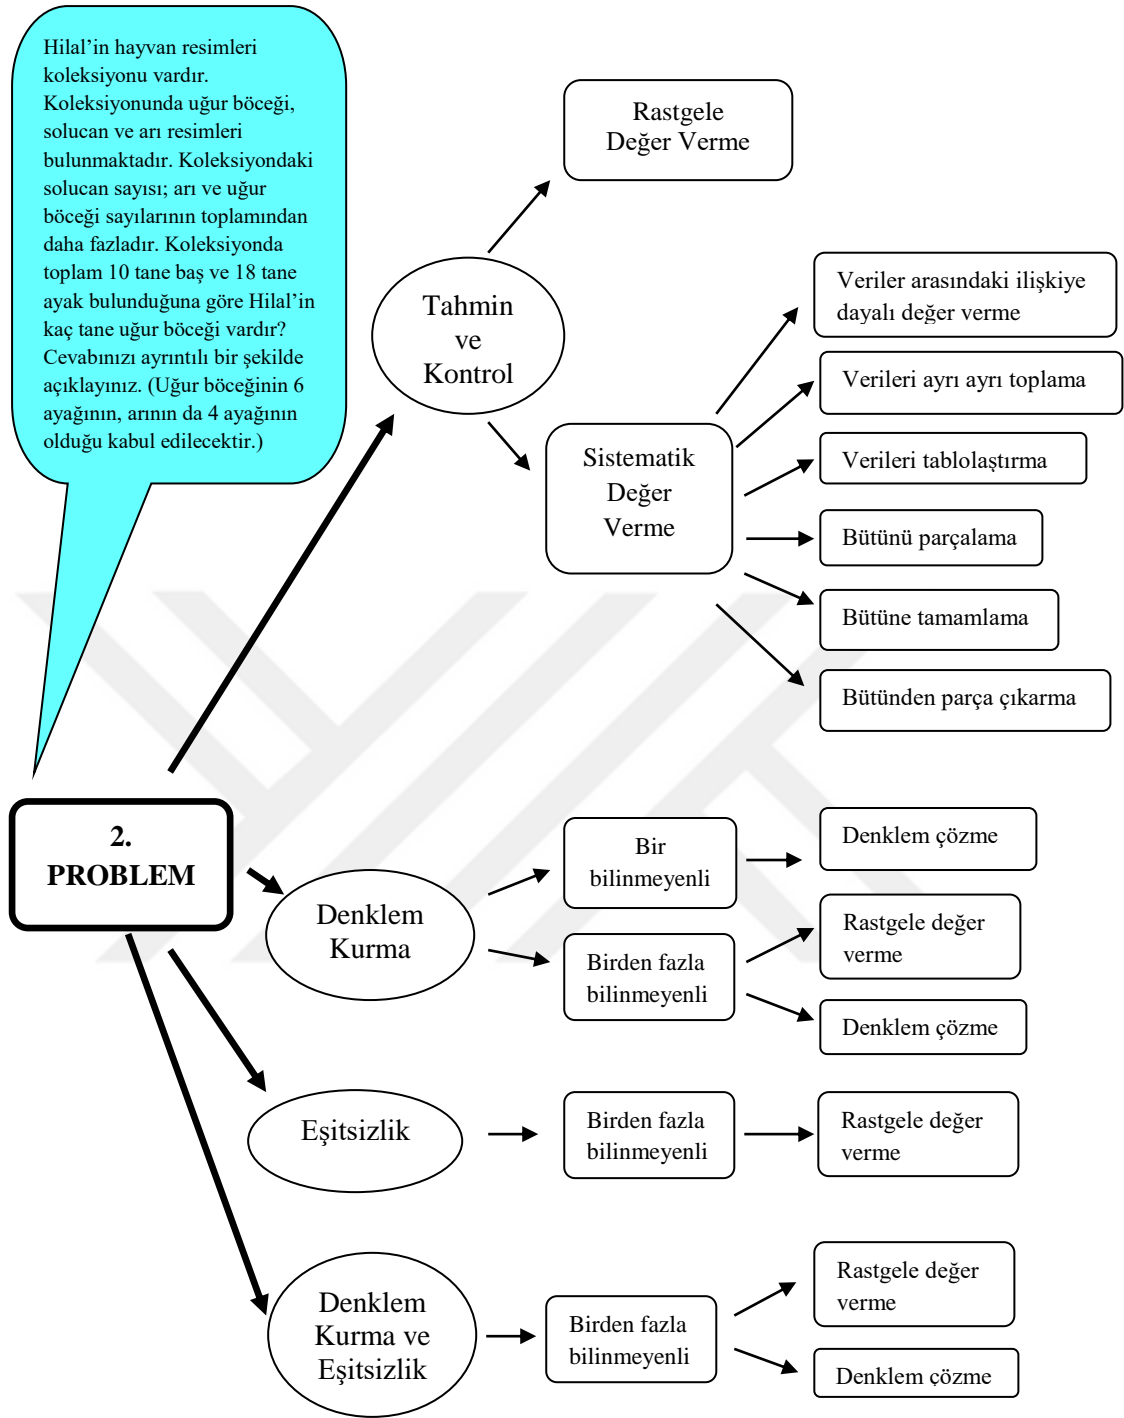 Hilal’in hayvan resimleri
koleksiyonu vardır.
Koleksiyonunda uğur böceği,
solucan ve arı resimleri
bulunmaktadır. Koleksiyondaki
solucan sayısı; arı ve uğur
böceği sayılarının toplamından
daha fazladır. Koleksiyonda
toplam 10 tane baş ve 18 tane
ayak bulunduğuna göre Hilal’in
kaç tane uğur böceği vardır?
Cevabınızı ayrıntılı bir şekilde
açıklayınız. (Uğur böceğinin 6
ayağının, arının da 4 ayağının
olduğu kabul edilecektir.)
2.
PROBLEM
Tahmin
ve
Kontrol
Rastgele
Değer Verme
Sistematik
Değer
Verme
Veriler arasındaki ilişkiye
dayalı değer verme
Verileri ayrı ayrı toplama
Verileri tablolaştırma
Bütünü parçalama
Bütüne tamamlama
Bütünden parça çıkarma
Denklem
Kurma
Bir
bilinmeyenli
Denklem çözme
Birden fazla
bilinmeyenli
Rastgele değer
verme
Denklem çözme
Eşitsizlik
Birden fazla
bilinmeyenli
Rastgele değer
verme
Denklem
Kurma ve
Eşitsizlik
Birden fazla
bilinmeyenli
Rastgele değer
verme
Denklem çözme